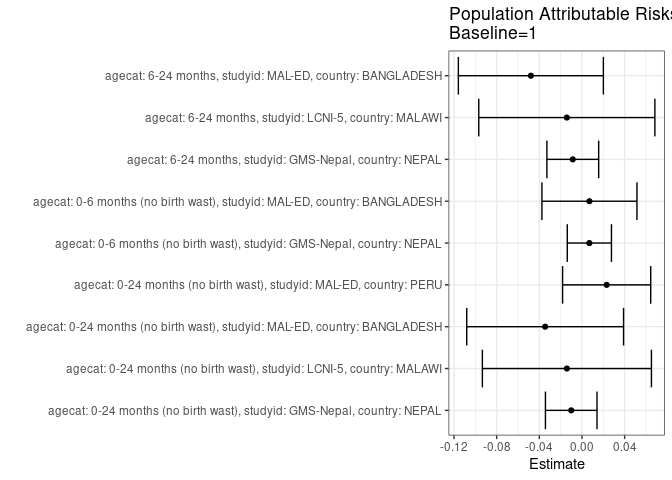 Population Attributable Risks
Baseline=1
agecat: 6-24 months, studyid: MAL-ED, country: BANGLADESH
agecat: 6-24 months, studyid: LCNI-5, country: MALAWI
agecat: 6-24 months, studyid: GMS-Nepal, country: NEPAL
agecat: 0-6 months (no birth wast), studyid: MAL-ED, country: BANGLADESH
agecat: 0-6 months (no birth wast), studyid: GMS-Nepal, country: NEPAL
agecat: 0-24 months (no birth wast), studyid: MAL-ED, country: PERU
agecat: 0-24 months (no birth wast), studyid: MAL-ED, country: BANGLADESH
agecat: 0-24 months (no birth wast), studyid: LCNI-5, country: MALAWI
agecat: 0-24 months (no birth wast), studyid: GMS-Nepal, country: NEPAL
-0.12 -0.08 -0.04 0.00 0.04
Estimate